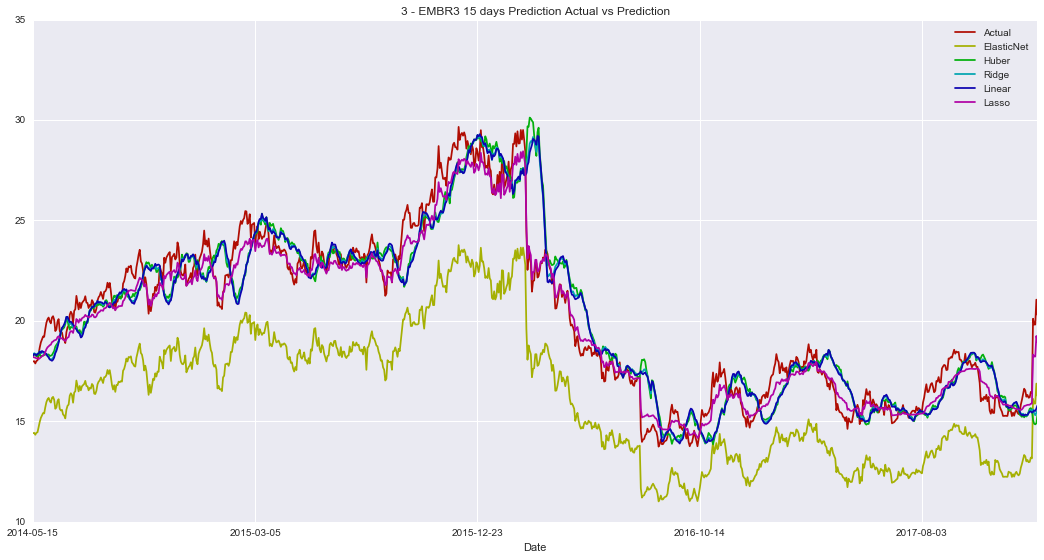 3 - EMBR3 15 days Prediction Actual vs Prediction
35
30
25
20
15
10
Actual
ElasticNet
Huber
Ridge
Linear
Lasso
2014-05-15
2015-03-05
2015-12-23
2016-10-14
2017-08-03
Date